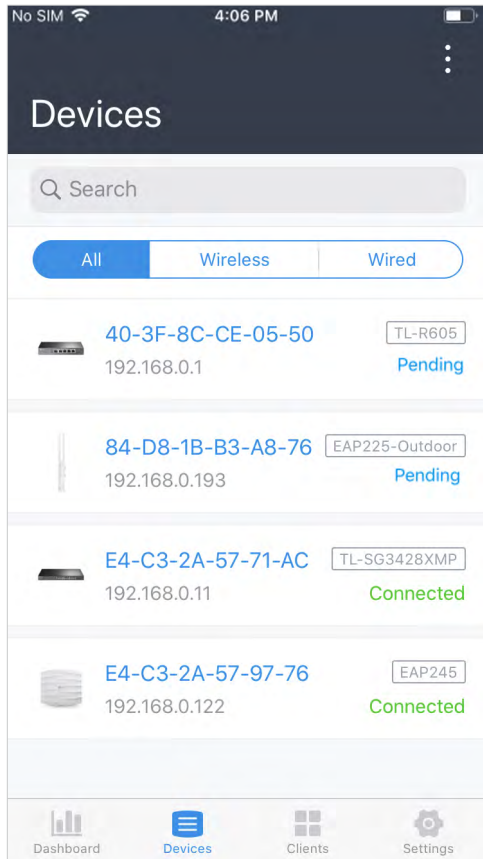 No SIM 4:06 PM
Devices
Search
All Wireless Wired
40-3F-8C-CE-05-50 TL-R605
192.168.0.1 Pending
84-D8-1B-B3-A8-76 EAP225-Outdoor
192.168.0.193 Pending
E4-C3-2A-57-71-AC TL-SG3428XMP
192.168.0.11 Connected
E4-C3-2A-57-97-76 EAP245
192.168.0.122 Connected
Dashboard Devices Clients Settings